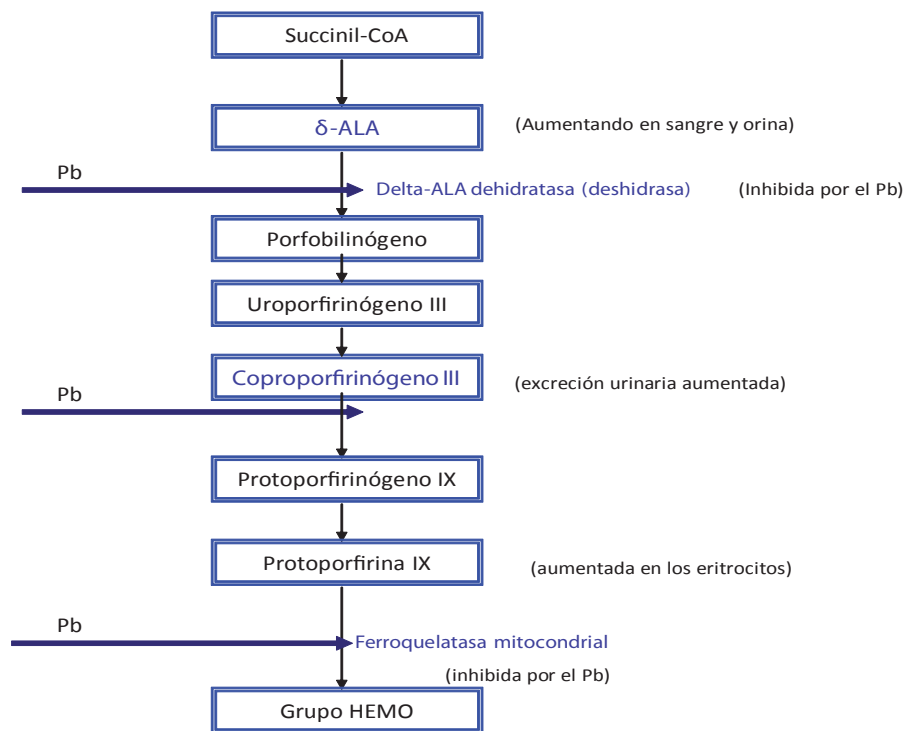 Succinil-CoA
δ-ALA
(Aumentando en sangre y orina)
Pb
Delta-ALA dehidratasa (deshidrasa)
(Inhibida por el Pb)
Porfobilinógeno
Uroporfirinógeno III
Coproporfirinógeno III
(excreción urinaria aumentada)
Pb
Protoporfirinógeno IX
Protoporfirina IX
(aumentada en los eritrocitos)
Pb
Ferroquelatasa mitocondrial
(inhibida por el Pb)
Grupo HEMO